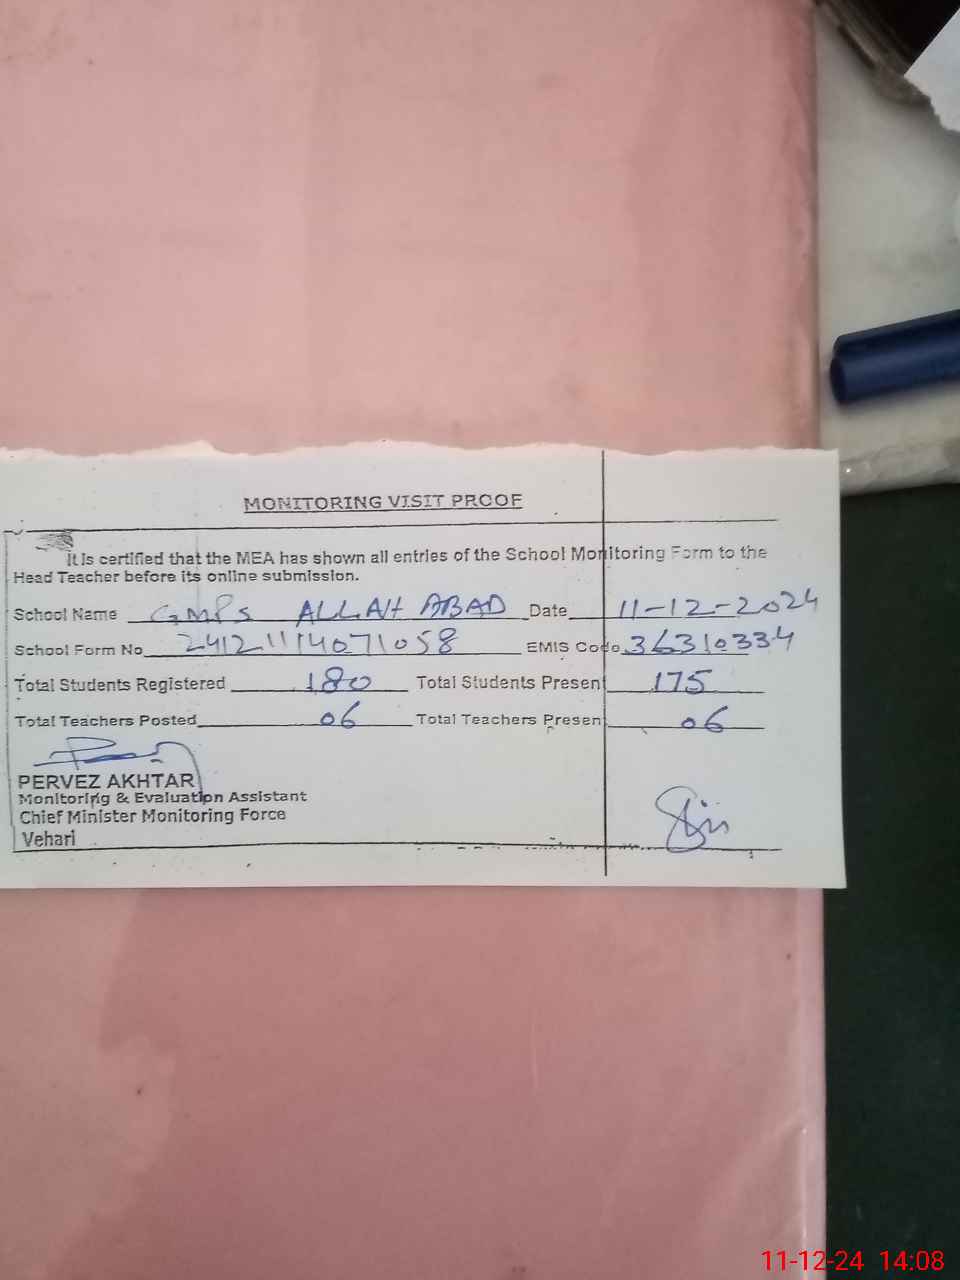 MONITORING VISIT PROOF
It is certified that the MEA has shown all entries of the School Monitoring Form to the
Head Teacher before its online submission.
School Name GMPS ALLAH ABAD Date 11-12-2024
School Form No 24121114071058 EMIS Code 36310334
Total Students Registered 180 Total Students Present 175
Total Teachers Posted 06 Total Teachers Presen 06
PERVEZ AKHTAR
Monitoring & Evaluation Assistant
Chief Minister Monitoring Force
Vehari
11-12-24 14:08